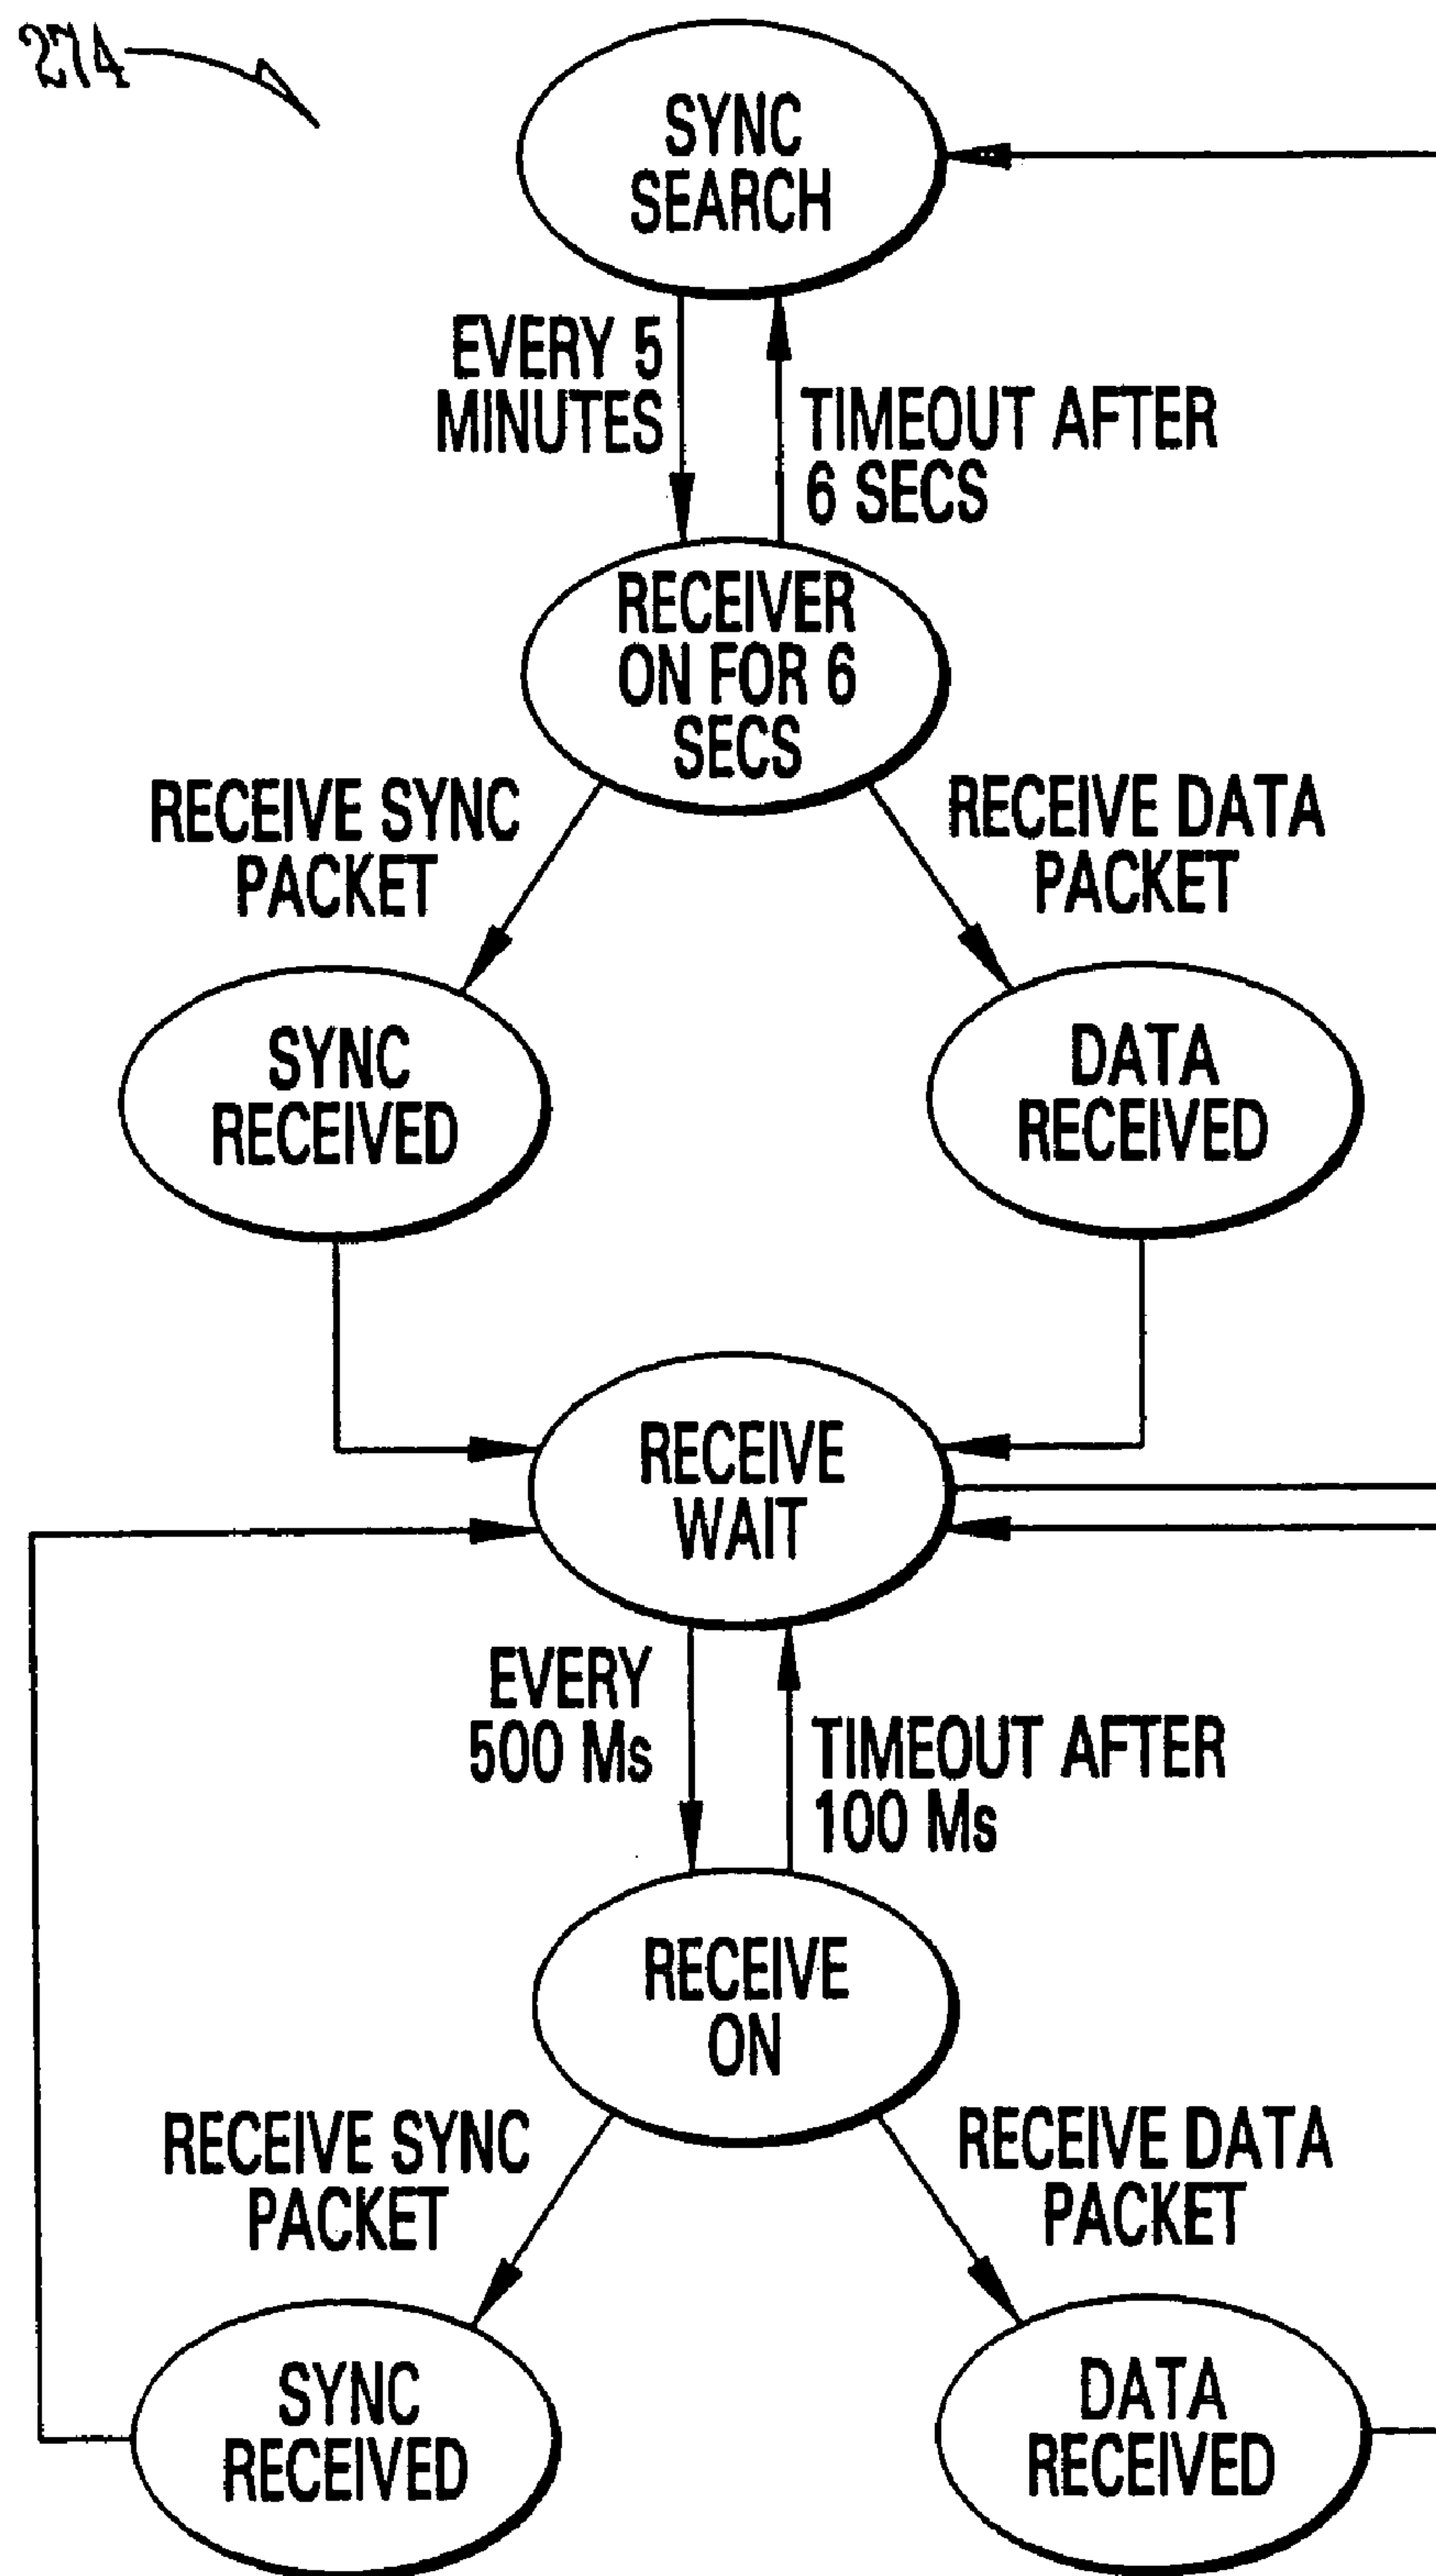 274
SYNC
SEARCH
EVERY 5
MINUTES
TIMEOUT AFTER
6 SECS
RECEIVER
ON FOR 6
SECS
RECEIVE SYNC
PACKET
RECEIVE DATA
PACKET
SYNC
RECEIVED
DATA
RECEIVED
RECEIVE
WAIT
EVERY
500 Ms
TIMEOUT AFTER
100 Ms
RECEIVE
ON
RECEIVE SYNC
PACKET
RECEIVE DATA
PACKET
SYNC
RECEIVED
DATA
RECEIVED